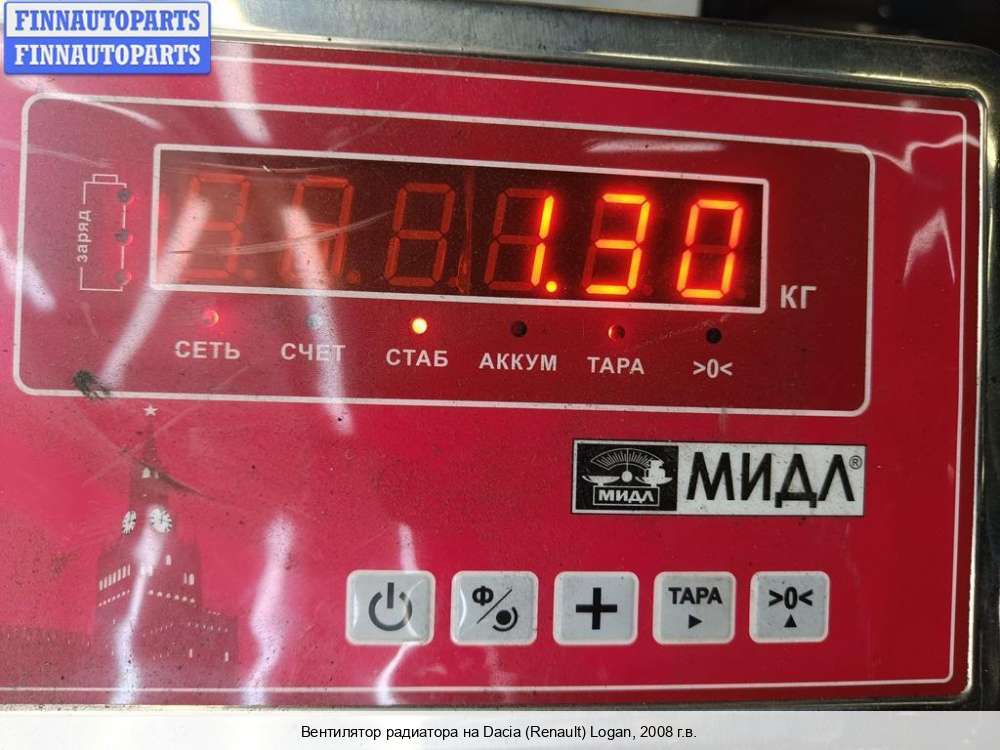 FINNAUTOPARTS
FINNAUTOPARTS
заряд
1.30
КГ
СЕТЬ СЧЕТ СТАБ АККУМ ТАРА >0<
МИДЛ МИДЛ®
Ф ТАРА >0<
Вентилятор радиатора на Dacia (Renault) Logan, 2008 г.в.